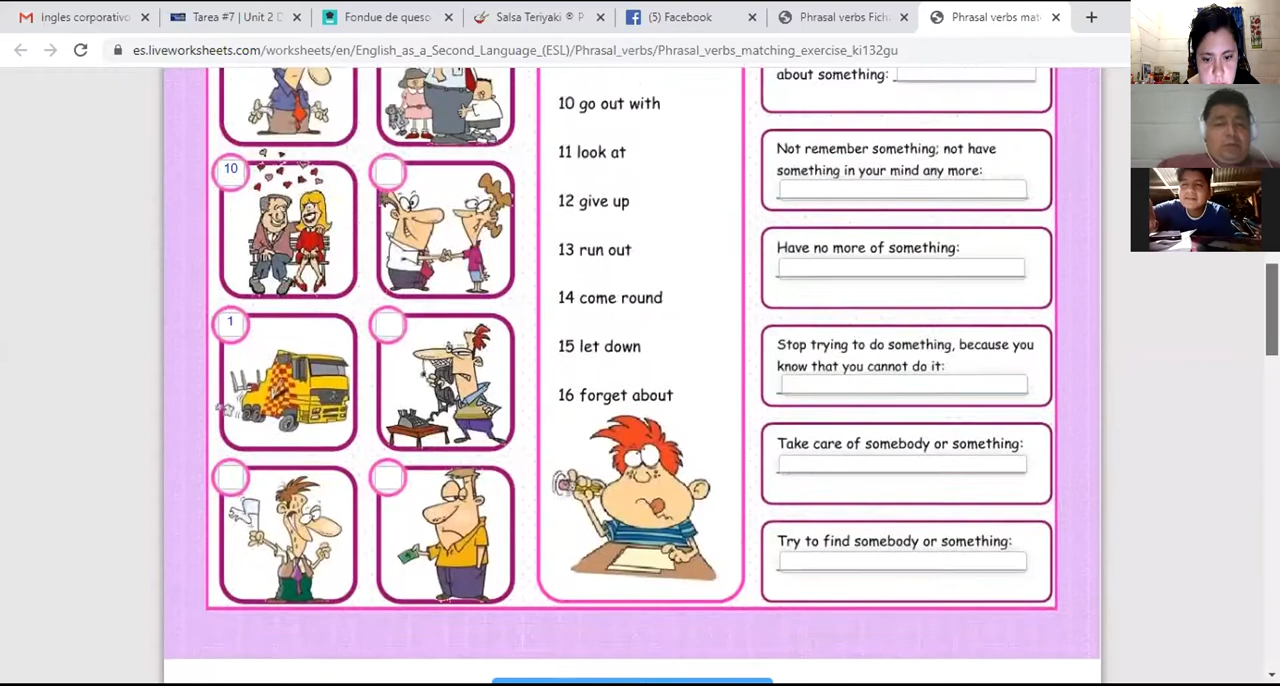 Ingles corporativo
Tarea #7 | Unit 2 D
Fondue de queso
Salsa Teriyaki ® P
(5) Facebook
Phrasal verbs Fich
Phrasal verbs mat
es.liveworksheets.com/worksheets/en/English_as_a_Second_Language_(ESL)/Phrasal_verbs/Phrasal_verbs_matching_exercise_ki132gu
10
1
10 go out with
11 look at
12 give up
13 run out
14 come round
15 let down
16 forget about
about something:
Not remember something; not have
something in your mind any more:
Have no more of something:
Stop trying to do something, because you
know that you cannot do it:
Take care of somebody or something:
Try to find somebody or something: